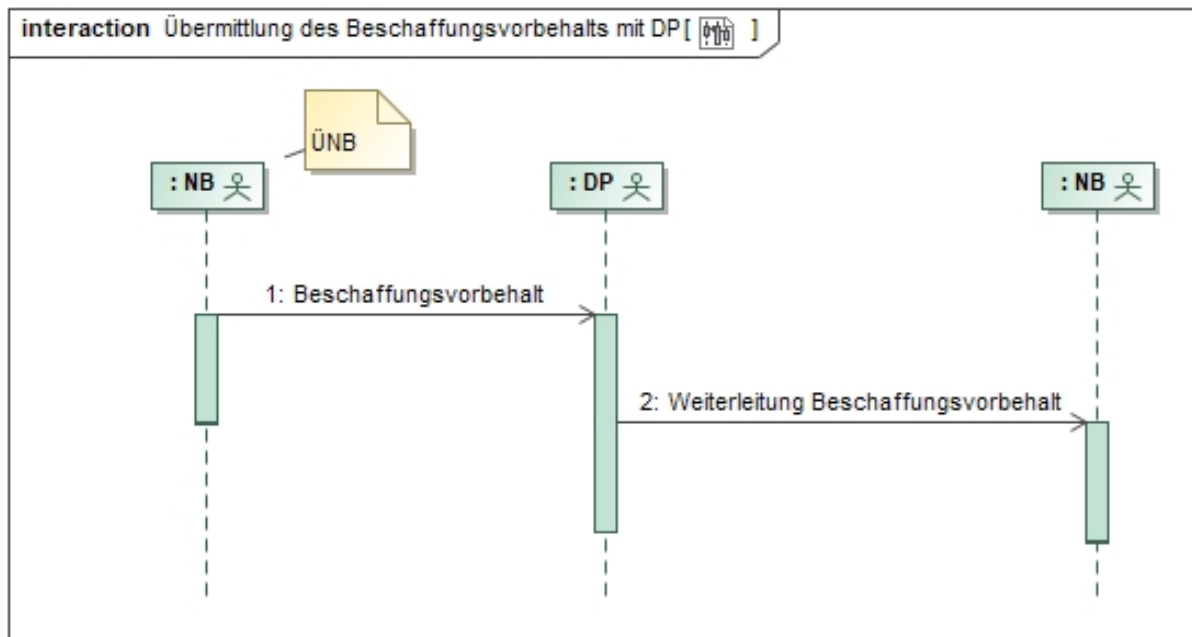 interaction Übermittlung des Beschaffungsvorbehalts mit DP[ ]
ÜNB
: NB
: DP
: NB
1: Beschaffungsvorbehalt
2: Weiterleitung Beschaffungsvorbehalt